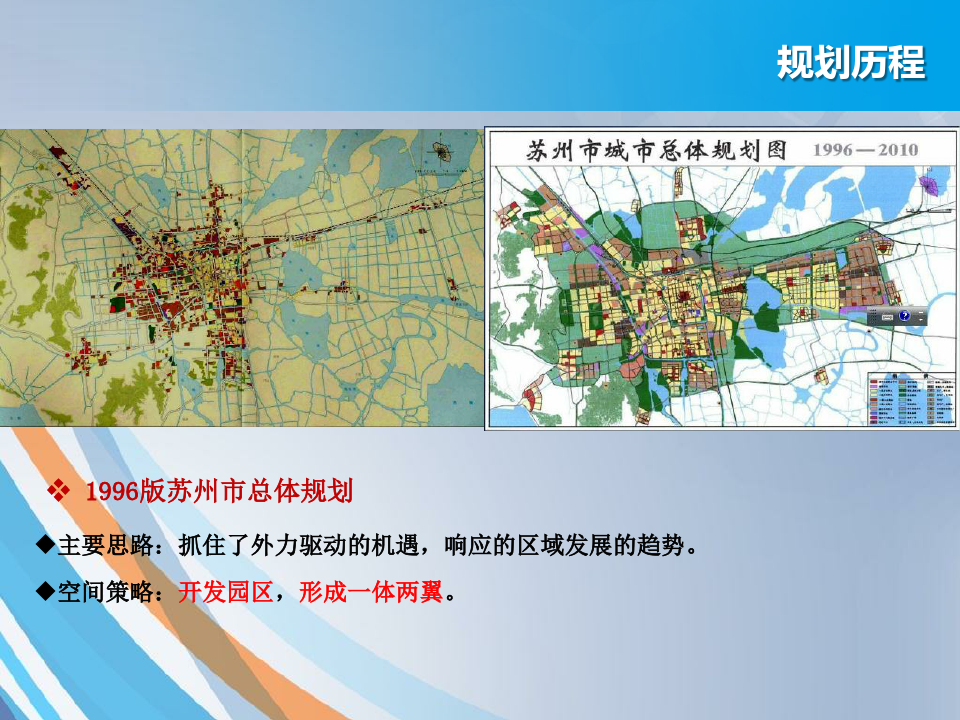 规划历程
苏州市城市总体规划图 1996—2010
❖ 1996版苏州市总体规划
◆主要思路：抓住了外力驱动的机遇，响应的区域发展的趋势。
◆空间策略：开发园区，形成一体两翼。